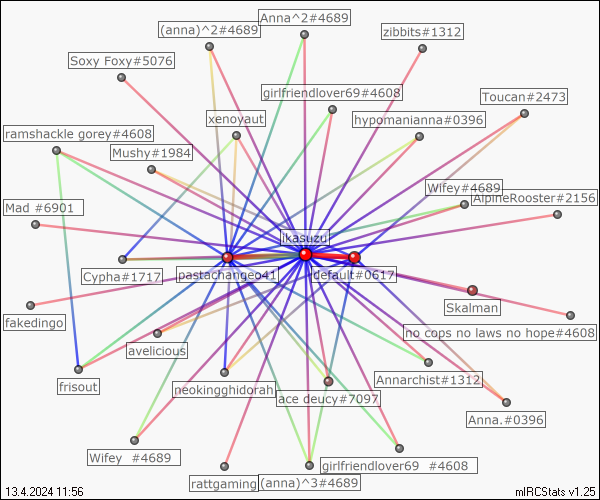 (anna)^2#4689
Anna^2#4689
zibbits#1312
Soxy Foxy#5076
girlfriendlover69#4608
Toucan#2473
xenoyaut
hypomanianna#0396
ramshackle gorey#4608
Mushy#1984
Wifey#4689
AlpineRooster#2156
Mad #6901
ikasuzu
Cypha#1717
pastachangeo41
default#0617
Skalman
fakedingo
no cops no laws no hope#4608
avelicious
frisout
neokingghidorah
Annarchist#1312
ace deucy#7097
Anna.#0396
Wifey #4689
girlfriendlover69 #4608
rattgaming
(anna)^3#4689
13.4.2024 11:56
mIRCStats v1.25